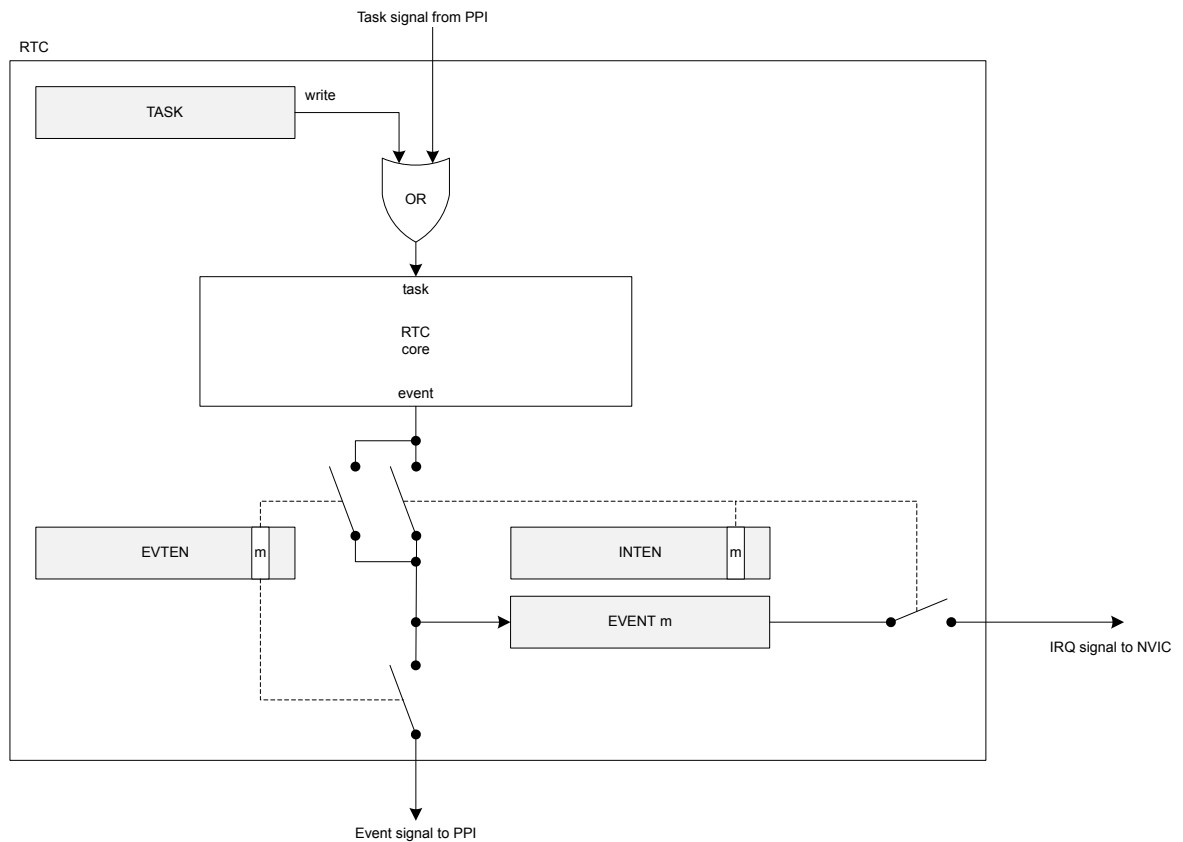 Task signal from PPI
RTC
write
TASK
OR
task
RTC
core
event
EVTEN
m
INTEN
m
EVENT m
IRQ signal to NVIC
Event signal to PPI